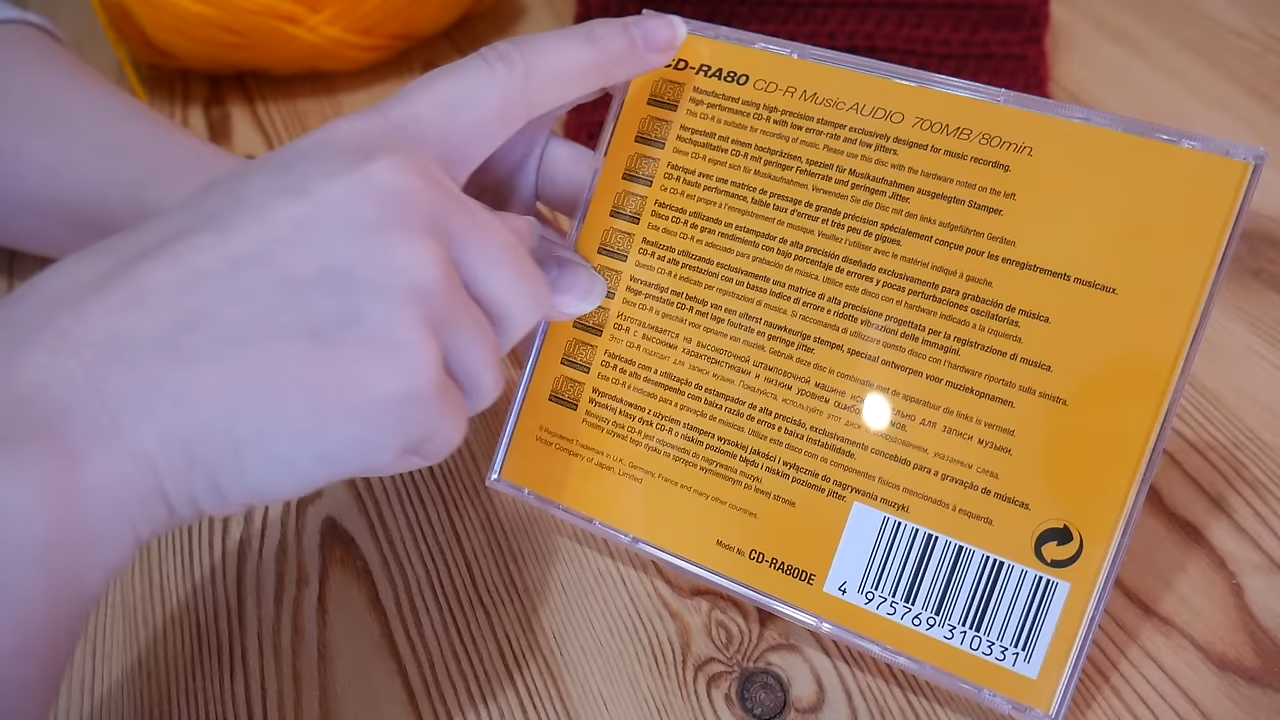 CD-RA80 CD-R Music AUDIO 700MB/80min.
disc
Manufactured using high-precision stamper exclusively designed for music recording.
High-performance CD-R with low error-rate and low jitters.
This CD-R is suitable for recording of music. Please use this disc with the hardware noted on the left.
disc
Hergestellt mit einem hochpräzisen, speziell für Musikaufnahmen ausgelegten Stamper.
Hochqualitative CD-R mit geringer Fehlerrate und geringem Jitter.
Diese CD-R eignet sich für Musikaufnahmen. Verwenden Sie die Disc mit den links aufgeführten Geräten.
disc
Fabriqué avec une matrice de pressage de grande précision spécialement conçue pour les enregistrements musicaux.
CD-R haute performance, faible taux d'erreur et très peu de gigues.
Ce CD-R est propre à l'enregistrement de musique. Veuillez l'utiliser avec le matériel indiqué à gauche.
disc
Fabricado utilizando un estampador de alta precisión diseñado exclusivamente para grabación de música.
Disco CD-R de gran rendimiento con bajo porcentaje de errores y pocas perturbaciones oscilatorias.
Este disco CD-R es adecuado para grabación de música. Utilice este disco con el hardware indicado a la izquierda.
disc
Realizzato utilizzando esclusivamente una matrice di alta precisione progettata per la registrazione di musica.
CD-R ad alte prestazioni con un basso indice di errore e ridotte vibrazioni delle immagini.
Questo CD-R è indicato per registrazioni di musica. Si raccomanda di utilizzare questo disco con l'hardware riportato sulla sinistra.
Vervaardigd met behulp van een uiterst nauwkeurige stempel, speciaal ontworpen voor muziekopnamen.
Hoge-prestatie CD-R met lage foutrate en geringe jitter.
Deze CD-R is geschikt voor opname van muziek. Gebruik deze disc in combinatie met de apparatuur die links is vermeld.
Изготавливается на высокоточной штамповочной машине для записи музыки.
CD-R с высокими характеристиками и низким уровнем
Этот CD-R подходит для записи музыки. Пожалуйста, используйте этот диск с оборудованием, указанным слева.
disc
Fabricado com a utilização do estampador de alta precisão, exclusivamente concebido para a gravação de músicas.
CD-R de alto desempenho com baixa razão de erros e baixa instabilidade.
Este CD-R é indicado para a gravação de músicas. Utilize este disco com os componentes físicos mencionados à esquerda.
disc
Wyprodukowano z użyciem stampera wysokiej jakości i wyłącznie do nagrywania muzyki.
Wysokiej klasy dysk CD-R o niskim poziomie błędu i niskim poziomie jitter.
Niniejszy dysk CD-R jest odpowiedni do nagrywania muzyki.
Prosimy używać tego dysku na sprzęcie wymienionym po lewej stronie.
® Registered Trademark in U.K., Germany, France and many other countries.
Victor Company of Japan, Limited
Model No. CD-RA80DE
4 975769 310331